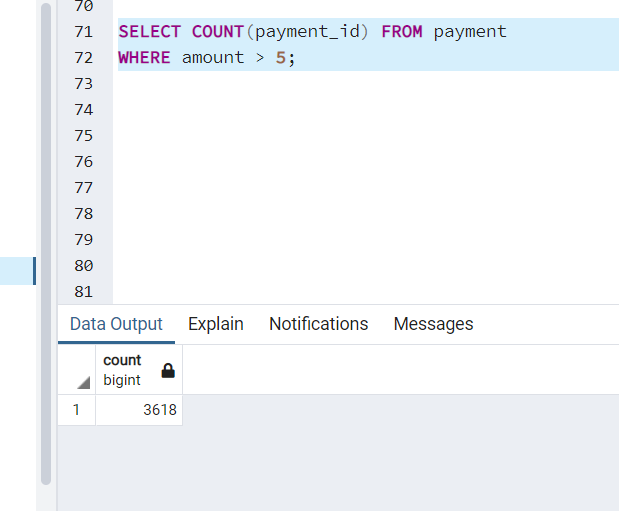 70
71 SELECT COUNT(payment_id) FROM payment
72 WHERE amount > 5;
73
74
75
76
77
78
79
80
81
Data Output Explain Notifications Messages
count
bigint
1 3618